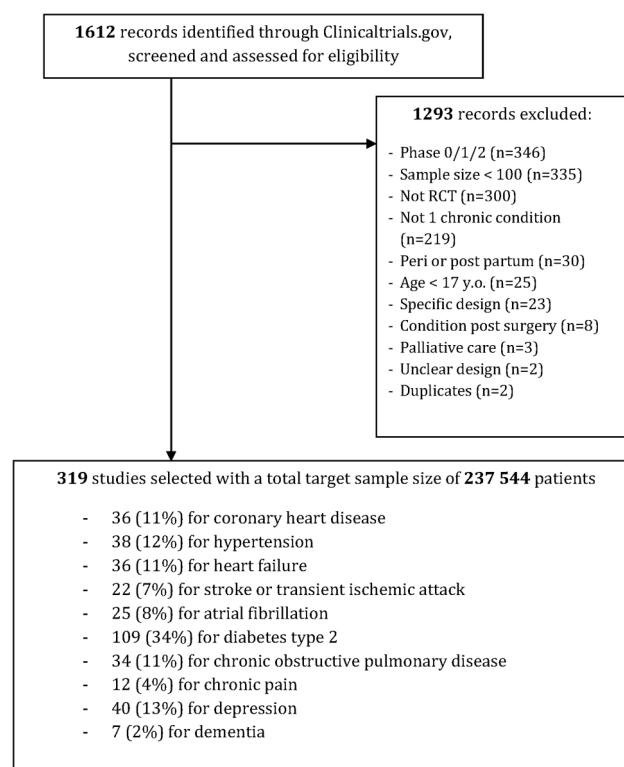 1612 records identified through Clinicaltrials.gov,
screened and assessed for eligibility
1293 records excluded:
- Phase 0/1/2 (n=346)
- Sample size < 100 (n=335)
- Not RCT (n=300)
- Not 1 chronic condition
(n=219)
- Peri or post partum (n=30)
- Age < 17 y.o. (n=25)
- Specific design (n=23)
- Condition post surgery (n=8)
- Palliative care (n=3)
- Unclear design (n=2)
- Duplicates (n=2)
319 studies selected with a total target sample size of 237 544 patients
- 36 (11%) for coronary heart disease
- 38 (12%) for hypertension
- 36 (11%) for heart failure
- 22 (7%) for stroke or transient ischemic attack
- 25 (8%) for atrial fibrillation
- 109 (34%) for diabetes type 2
- 34 (11%) for chronic obstructive pulmonary disease
- 12 (4%) for chronic pain
- 40 (13%) for depression
- 7 (2%) for dementia